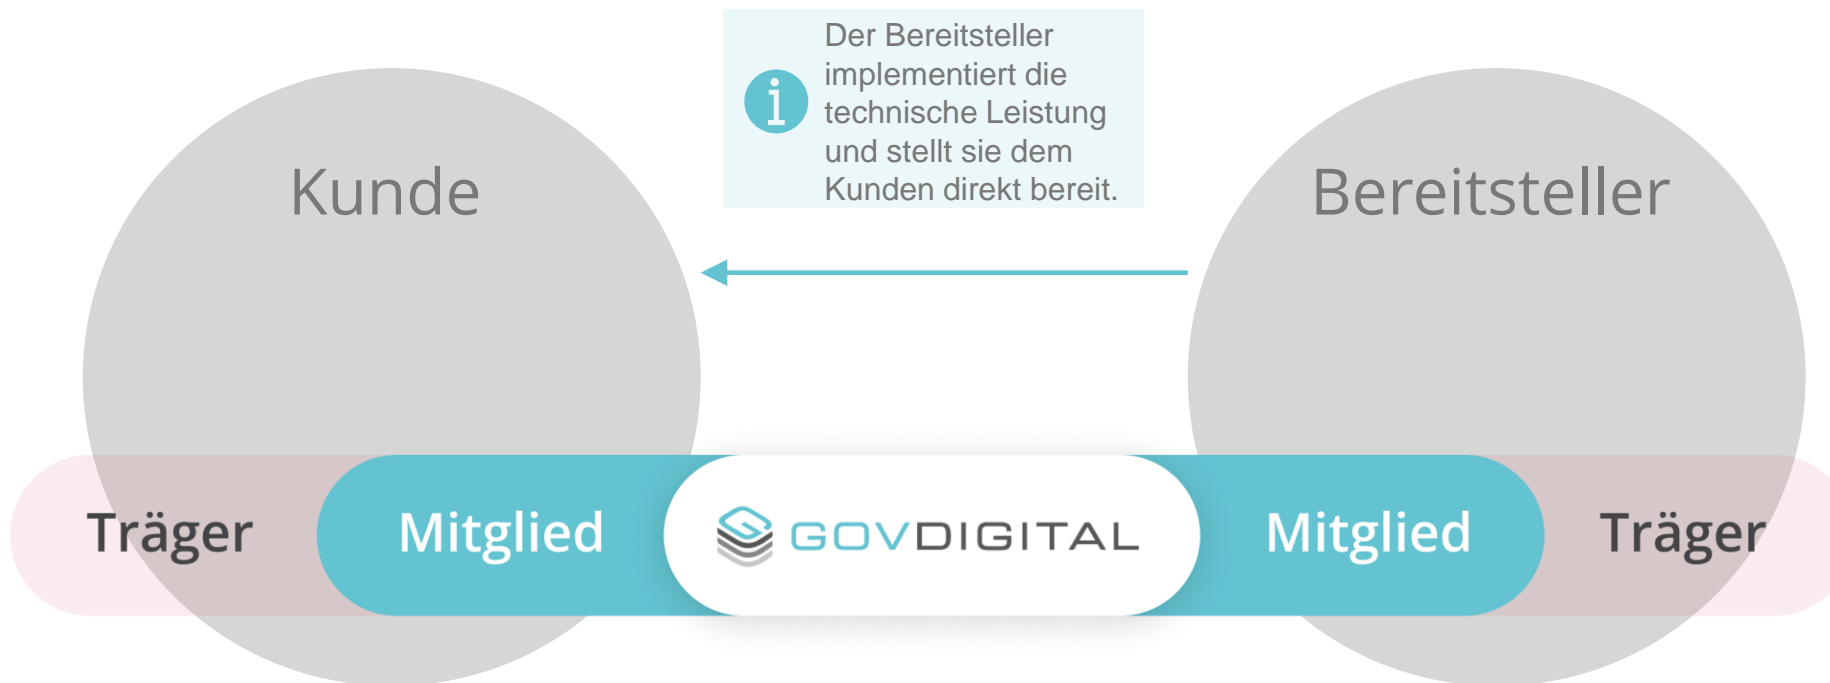 Der Bereitsteller
implementiert die
technische Leistung
und stellt sie dem
Kunden direkt bereit.
Kunde
Bereitsteller
Träger
Mitglied
GOVDIGITAL
Mitglied
Träger